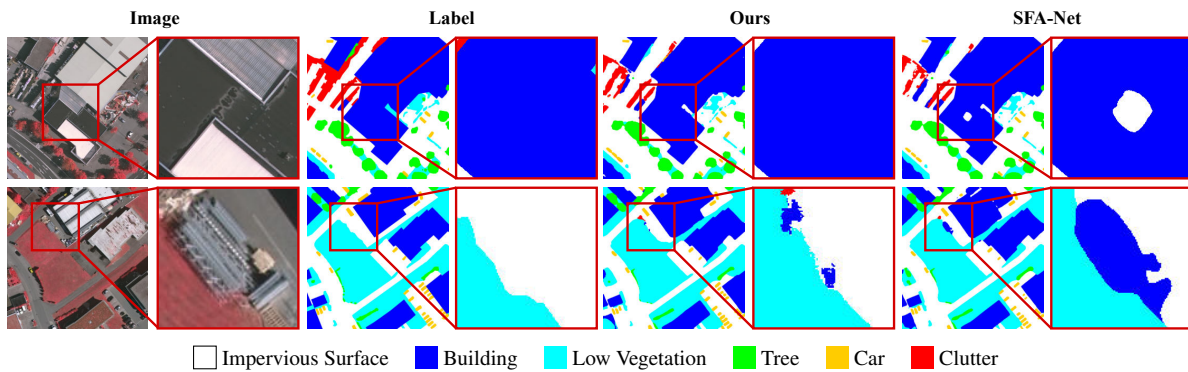 Image Label Ours SFA-Net
Impervious Surface Building Low Vegetation Tree Car Clutter